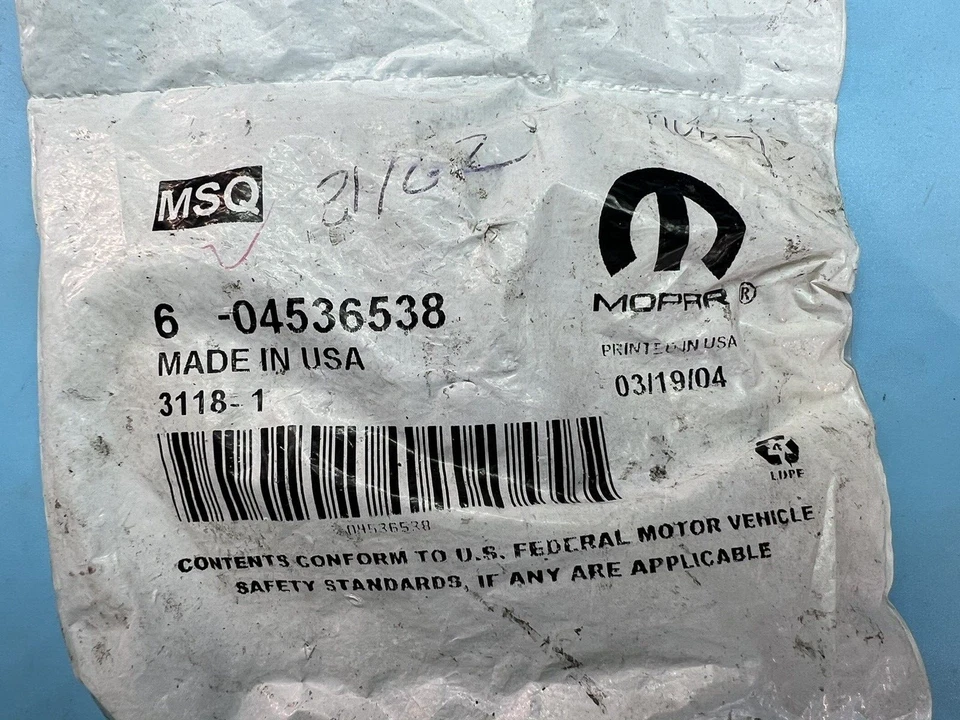 MSQ
MOPAR®
6 -04536538
MADE IN USA
3118-1
PRINTED IN USA
03/19/04
4
LDPE
04536538
CONTENTS CONFORM TO U.S. FEDERAL MOTOR VEHICLE
SAFETY STANDARDS, IF ANY ARE APPLICABLE